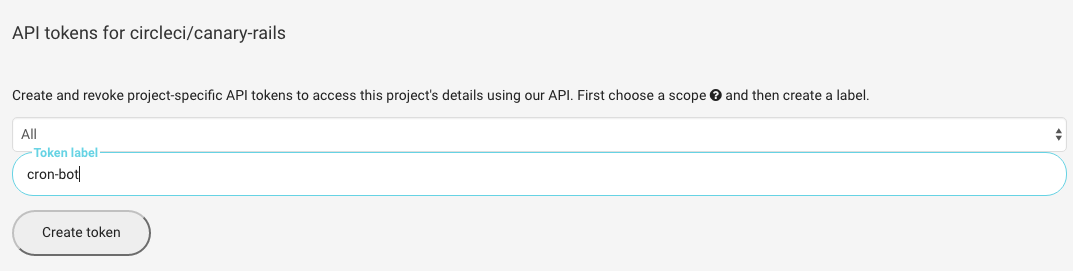 API tokens for circleci/canary-rails
Create and revoke project-specific API tokens to access this project's details using our API. First choose a scope ? and then create a label.
All
Token label
cron-bot
Create token